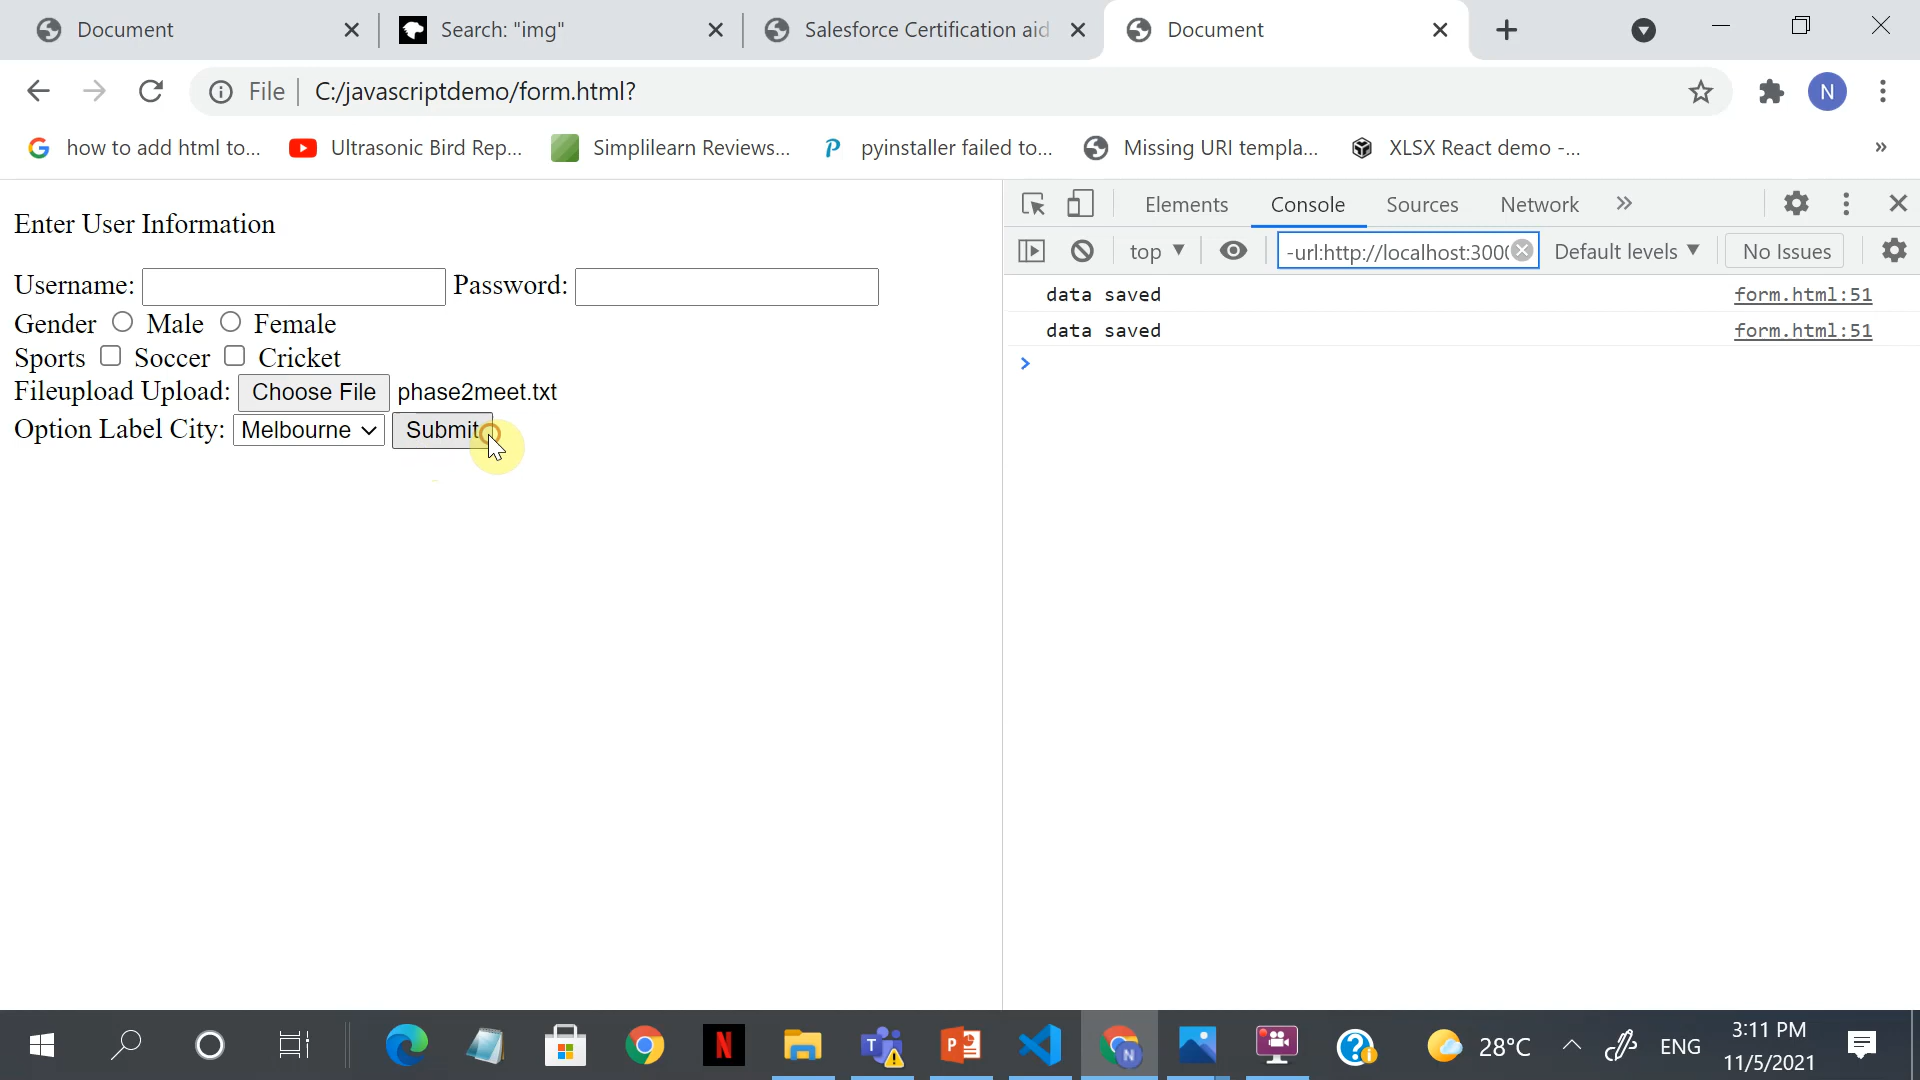 Document
Search: "img"
Salesforce Certification aid
Document
File
C:/javascriptdemo/form.html?
N
how to add html to...
Ultrasonic Bird Rep...
Simplilearn Reviews...
pyinstaller failed to...
Missing URI templa...
XLSX React demo -...
»
Enter User Information
Username:
Password:
Gender Male Female
Sports Soccer Cricket
Fileupload Upload: Choose File phase2meet.txt
Option Label City: Melbourne Submit
Elements Console Sources Network »
top -url:http://localhost:300 Default levels No Issues
data saved form.html:51
data saved form.html:51
>
28°C
ENG
3:11 PM
11/5/2021